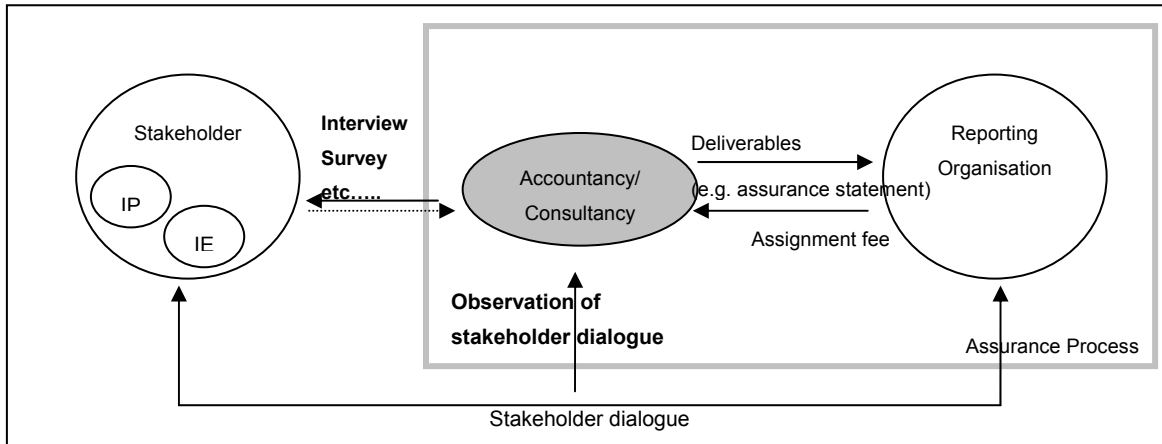 Stakeholder
IP
IE
Interview
Survey
etc…..
Accountancy/
Consultancy
Deliverables
(e.g. assurance statement)
Assignment fee
Reporting
Organisation
Observation of
stakeholder dialogue
Assurance Process
Stakeholder dialogue